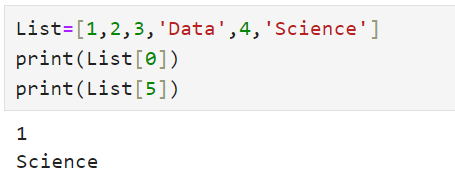 List=[1,2,3,'Data',4,'Science']
print(List[0])
print(List[5])
1
Science